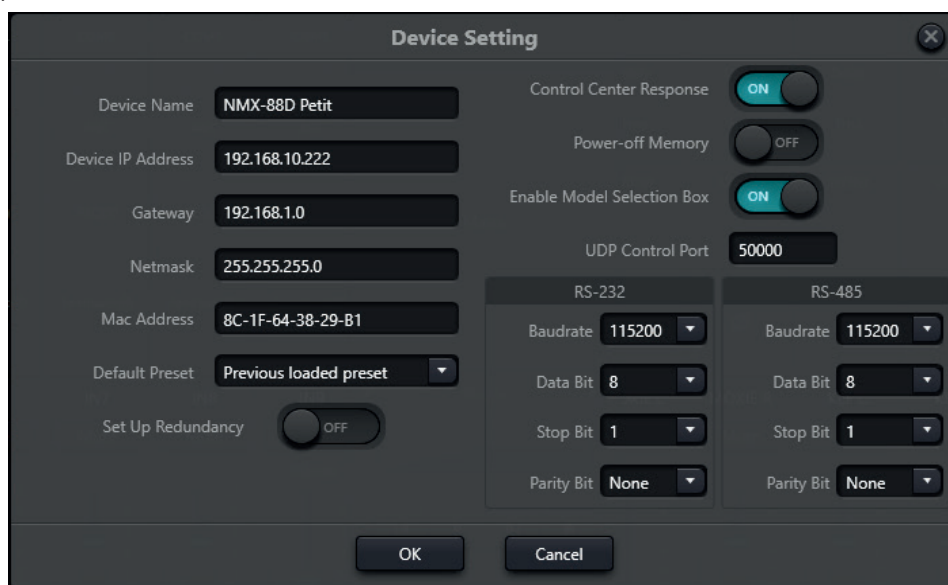 Device Setting
Device Name NMX-88D Petit
Device IP Address 192.168.10.222
Gateway 192.168.1.0
Netmask 255.255.255.0
Mac Address 8C-1F-64-38-29-B1
Default Preset Previous loaded preset
Set Up Redundancy OFF
Control Center Response ON
Power-off Memory OFF
Enable Model Selection Box ON
UDP Control Port 50000
RS-232
Baudrate 115200
Data Bit 8
Stop Bit 1
Parity Bit None
RS-485
Baudrate 115200
Data Bit 8
Stop Bit 1
Parity Bit None
OK Cancel